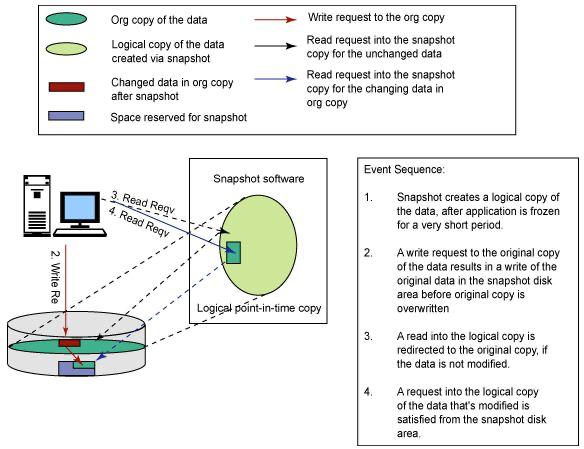 Org copy of the data
Write request to the org copy
Logical copy of the data
created via snapshot
Read request into the snapshot
copy for the unchanged data
Changed data in org copy
after snapshot
Read request into the snapshot
copy for the changing data in
org copy
Space reserved for snapshot
3. Read Reqv
4. Read Reqv
2. Write Re
Snapshot software
Logical point-in-time copy
Event Sequence:
1. Snapshot creates a logical copy of
the data, after application is frozen
for a very short period.
2. A write request to the original copy
of the data results in a write of the
original data in the snapshot disk
area before original copy is
overwritten
3. A read into the logical copy is
redirected to the original copy, if
the data is not modified.
4. A request into the logical copy
of the data that's modified is
satisfied from the snapshot disk
area.